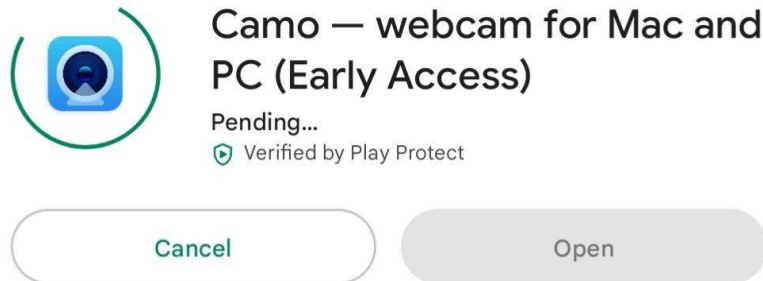 Camo — webcam for Mac and
PC (Early Access)
Pending...
Verified by Play Protect
Cancel
Open